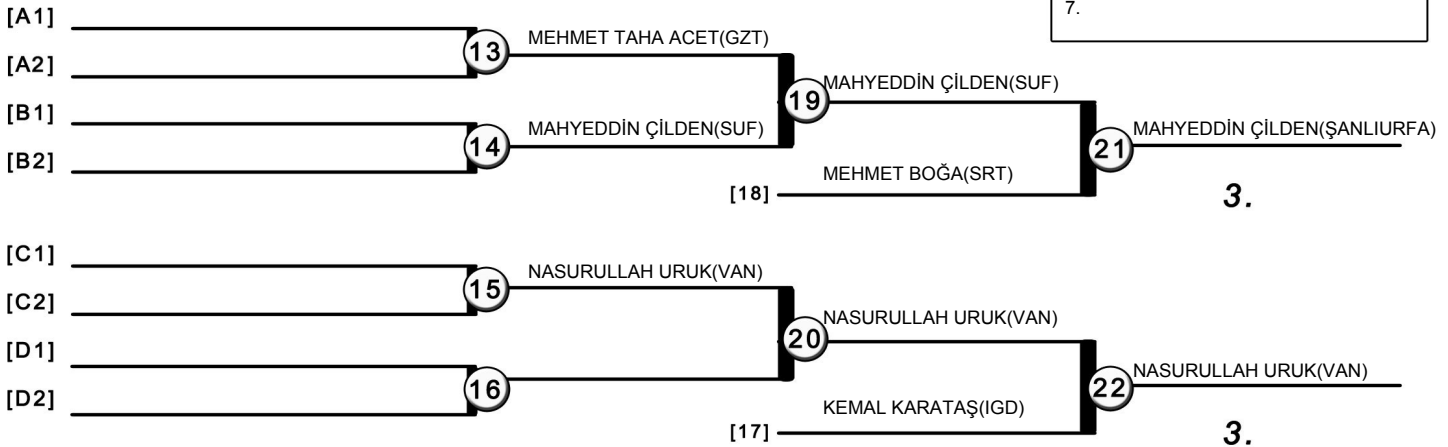 7.
[A1]
13
MEHMET TAHA ACET(GZT)
[A2]
19
MAHYEDDİN ÇİLDEN(SUF)
[B1]
14
MAHYEDDİN ÇİLDEN(SUF)
[B2]
21
MAHYEDDİN ÇİLDEN(ŞANLIURFA)
MEHMET BOĞA(SRT)
[18]
3.
[C1]
15
NASURULLAH URUK(VAN)
[C2]
20
NASURULLAH URUK(VAN)
[D1]
16
[D2]
22
NASURULLAH URUK(VAN)
KEMAL KARATAŞ(IGD)
[17]
3.